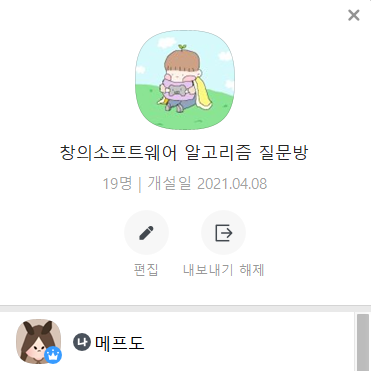 창의소프트웨어 알고리즘 질문방
19명 | 개설일 2021.04.08
편집 내보내기 해제
나 메프도